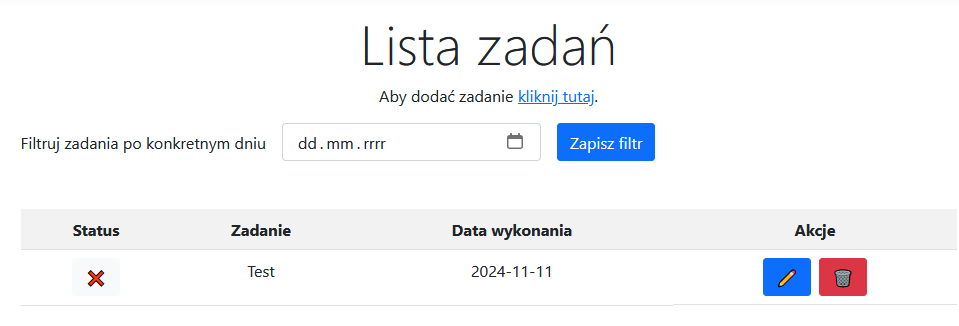 Lista zadań
Aby dodać zadanie kliknij tutaj.
Filtruj zadania po konkretnym dniu dd.mm.rrrr Zapisz filtr
Status Zadanie Data wykonania Akcje
Test 2024-11-11